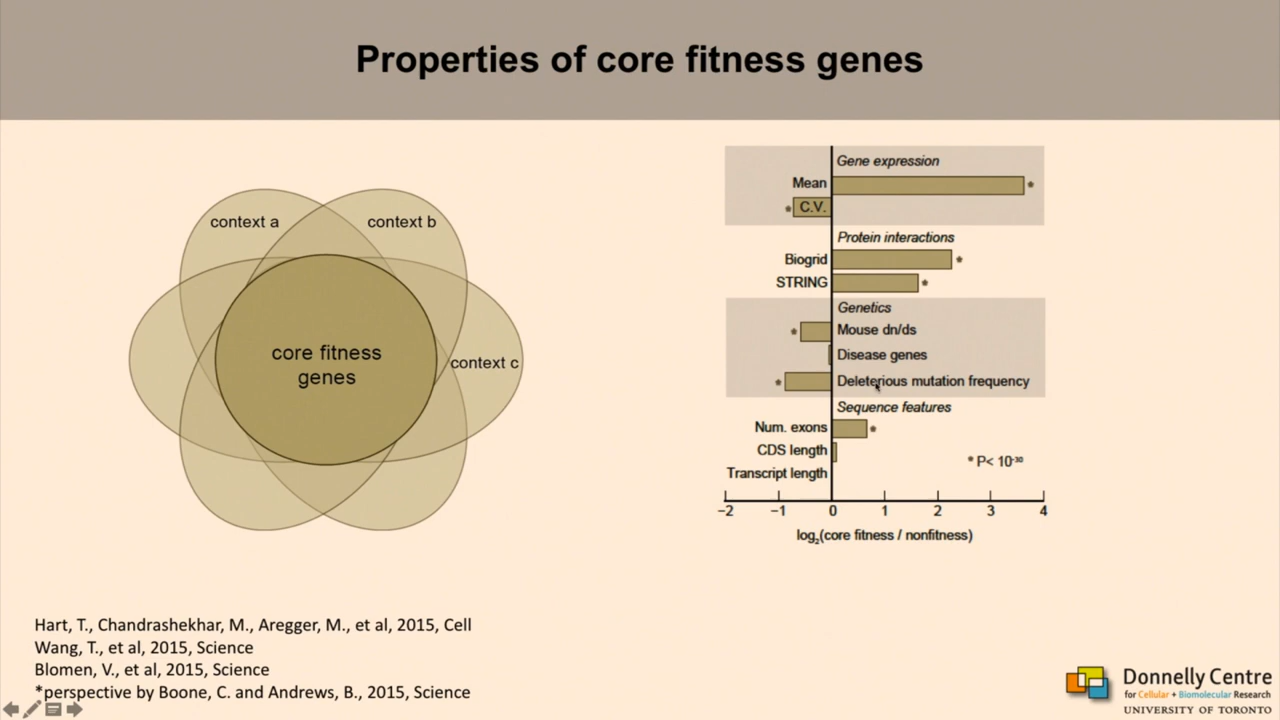 Properties of core fitness genes
context a
context b
core fitness
genes
context c
Gene expression
Mean
*
* C.V.
Protein interactions
Biogrid
*
STRING
*
Genetics
* Mouse dn/ds
Disease genes
* Deleterious mutation frequency
Sequence features
Num. exons
*
CDS length
* P< 10-30
Transcript length
−2 −1 0 1 2 3 4
log2(core fitness / nonfitness)
Hart, T., Chandrashekhar, M., Aregger, M., et al, 2015, Cell
Wang, T., et al, 2015, Science
Blomen, V., et al, 2015, Science
*perspective by Boone, C. and Andrews, B., 2015, Science
Donnelly Centre
for Cellular + Biomolecular Research
UNIVERSITY OF TORONTO